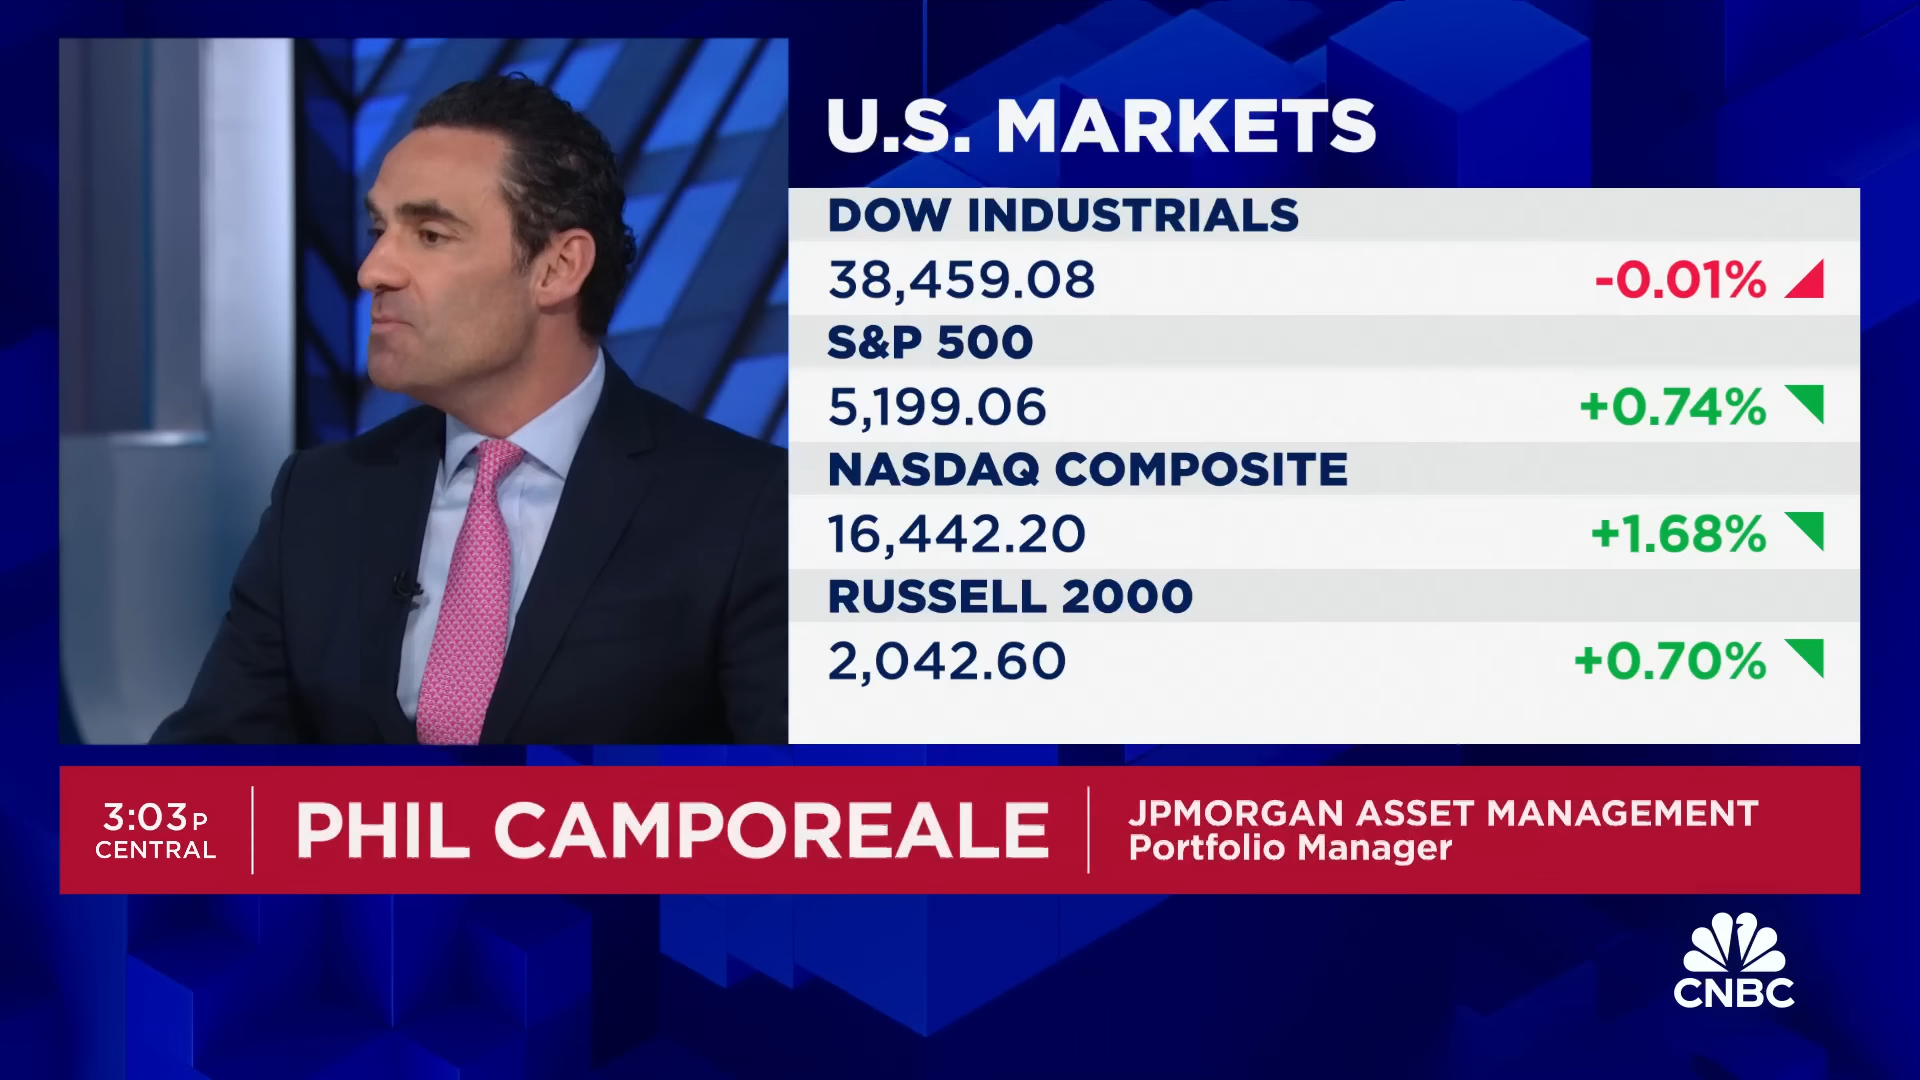 U.S. MARKETS
DOW INDUSTRIALS
38,459.08 -0.01%
S&P 500
5,199.06 +0.74%
NASDAQ COMPOSITE
16,442.20 +1.68%
RUSSELL 2000
2,042.60 +0.70%
3:03P
CENTRAL
PHIL CAMPOREALE
JPMORGAN ASSET MANAGEMENT
Portfolio Manager
CNBC